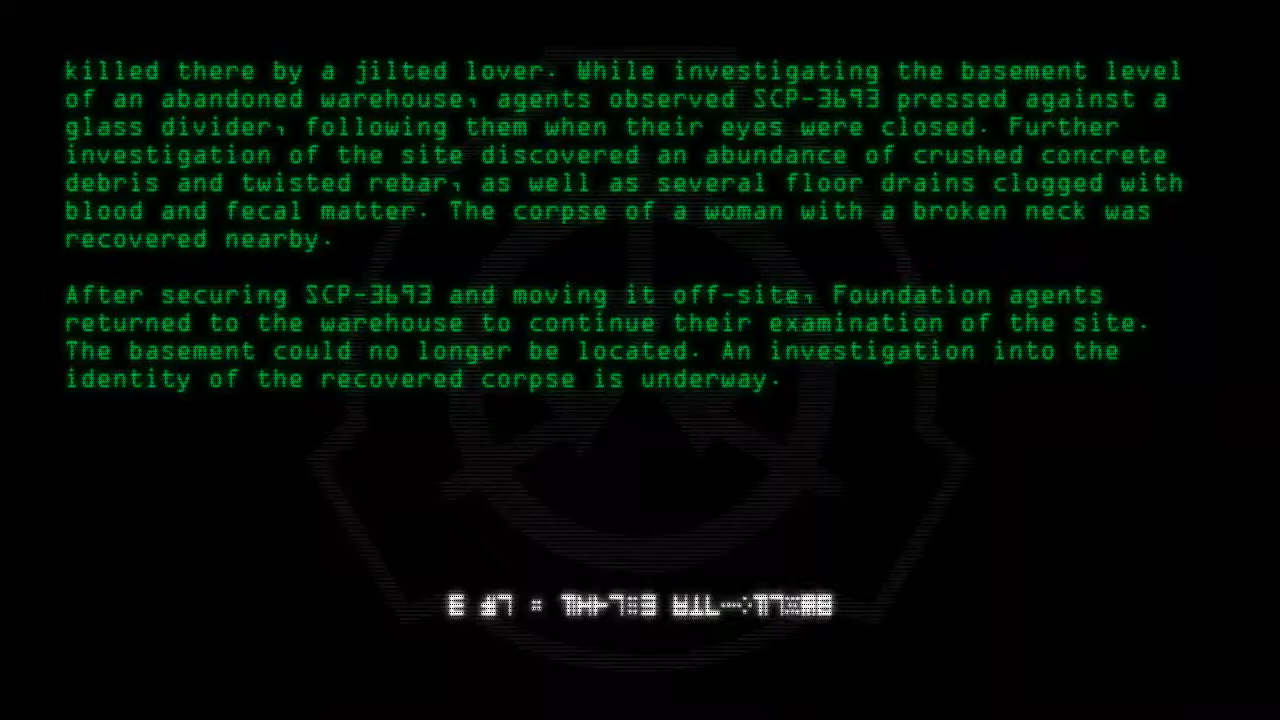 killed there by a jilted lover. While investigating the basement level
of an abandoned warehouse, agents observed SCP-3693 pressed against a
glass divider, following them when their eyes were closed. Further
investigation of the site discovered an abundance of crushed concrete
debris and twisted rebar, as well as several floor drains clogged with
blood and fecal matter. The corpse of a woman with a broken neck was
recovered nearby.
After securing SCP-3693 and moving it off-site, Foundation agents
returned to the warehouse to continue their examination of the site.
The basement could no longer be located. An investigation into the
identity of the recovered corpse is underway.